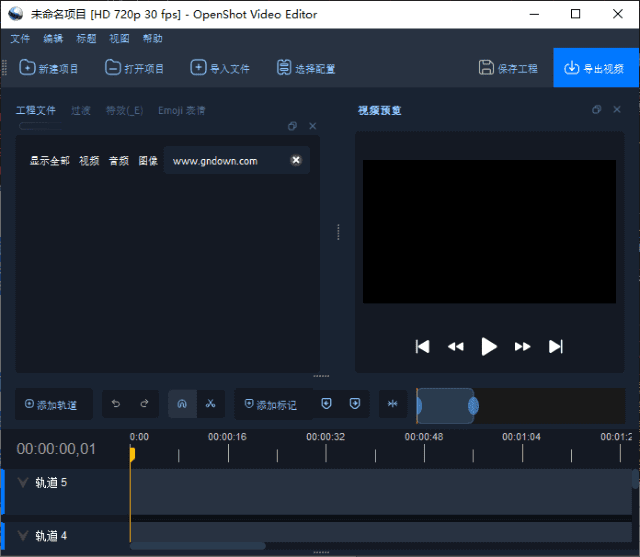 未命名项目 [HD 720p 30 fps] - OpenShot Video Editor
文件 编辑 标题 视图 帮助
新建项目 打开项目 导入文件 选择配置 保存工程 导出视频
工程文件 过渡 特效(_E) Emoji 表情 视频预览
显示全部 视频 音频 图像 www.gndown.com
添加轨道 添加标记
00:00:00,01 0:00 00:00:16 00:00:32 00:00:48 00:01:04 00:01:2
轨道 5
轨道 4